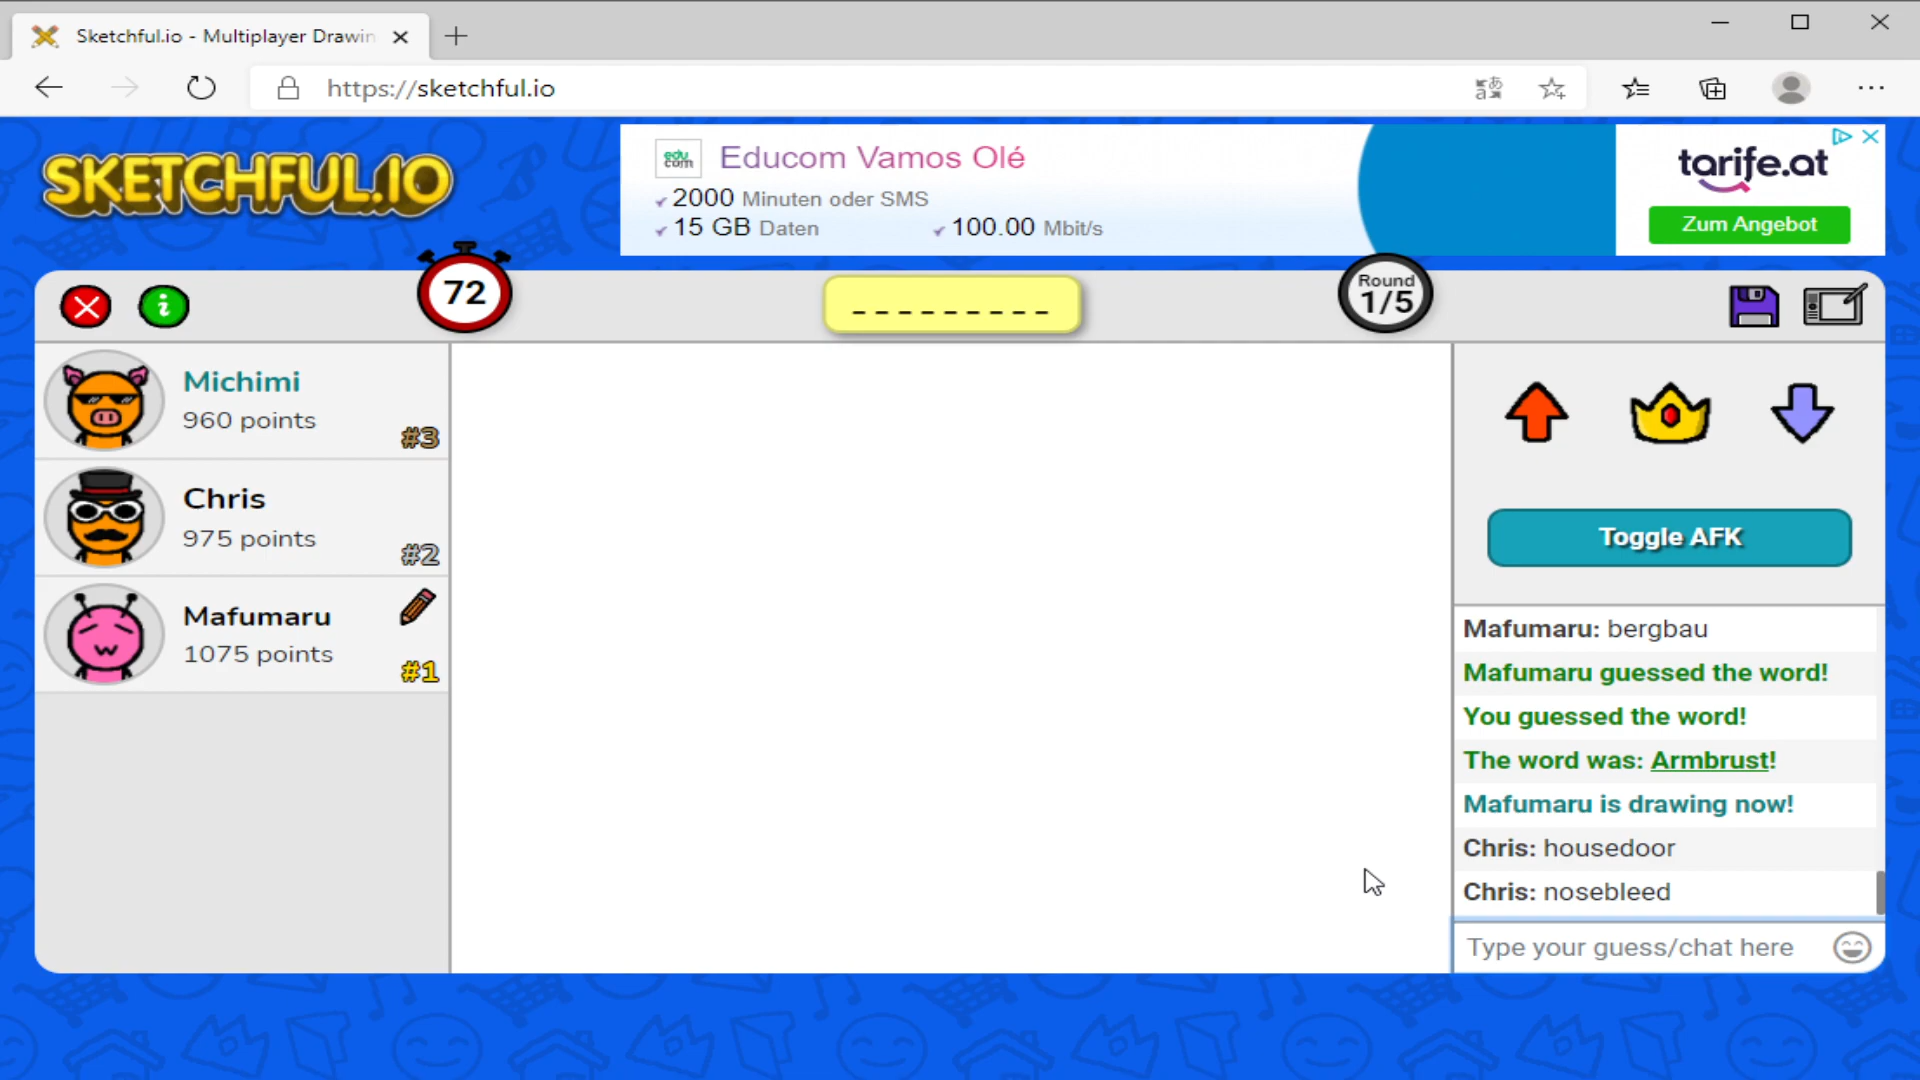 Sketchful.io - Multiplayer Drawin
https://sketchful.io
SKETCHFUL.IO
edu com
Educom Vamos Olé
2000 Minuten oder SMS
15 GB Daten
100.00 Mbit/s
tarife.at
Zum Angebot
72
_ _ _ _ _ _ _ _ _
Round
1/5
Michimi
960 points
#3
Chris
975 points
#2
Mafumaru
1075 points
#1
Toggle AFK
Mafumaru: bergbau
Mafumaru guessed the word!
You guessed the word!
The word was: Armbrust!
Mafumaru is drawing now!
Chris: housedoor
Chris: nosebleed
Type your guess/chat here